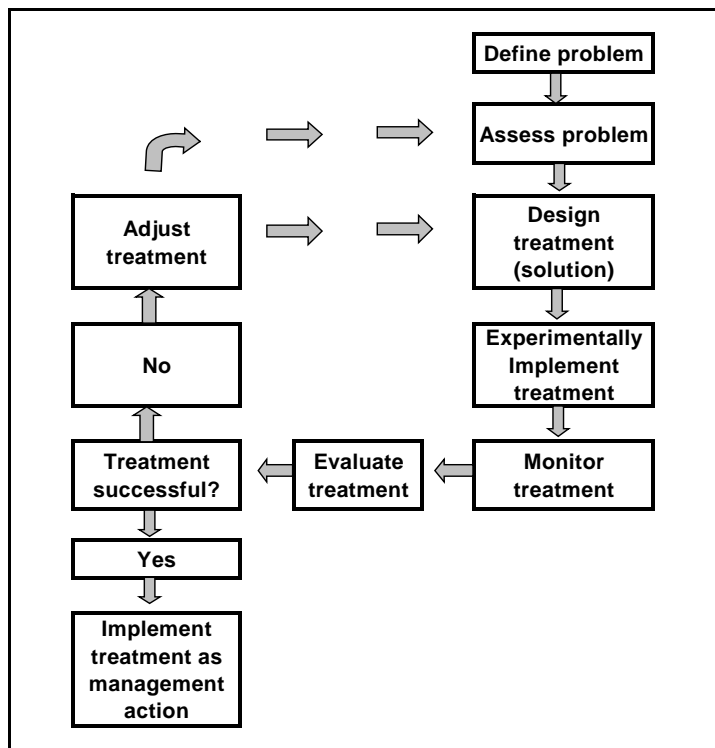 Define problem
Assess problem
Design
treatment
(solution)
Experimentally
Implement
treatment
Monitor
treatment
Evaluate
treatment
Treatment
successful?
No
Adjust
treatment
Yes
Implement
treatment as
management
action